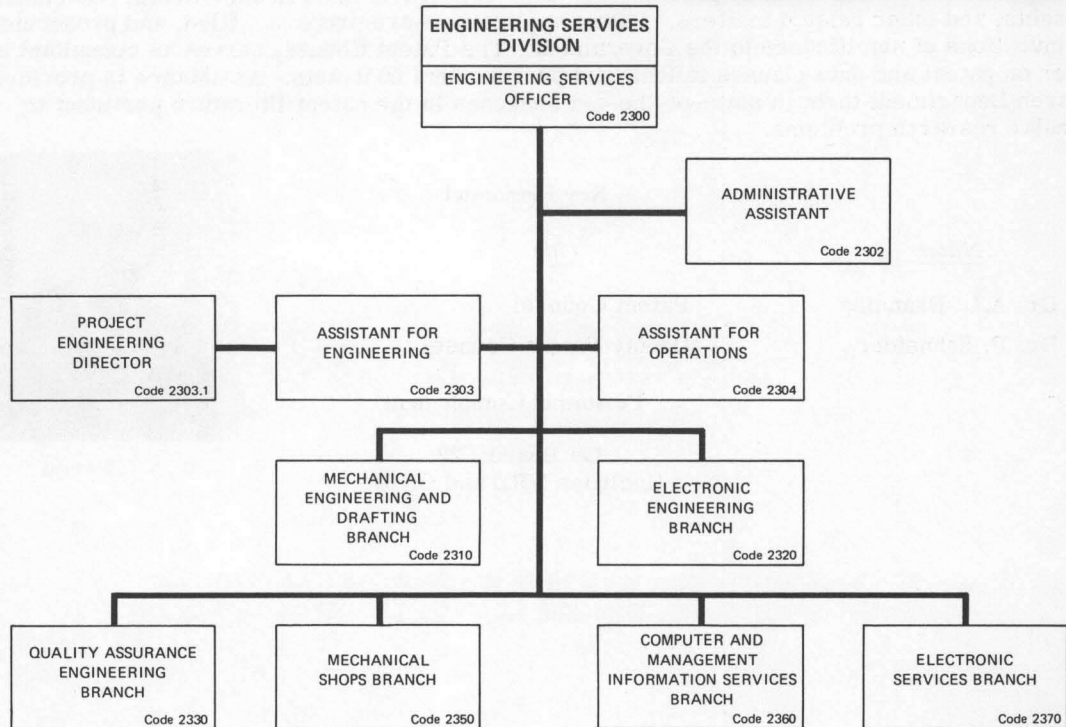 ENGINEERING SERVICES
DIVISION
ENGINEERING SERVICES
OFFICER
Code 2300
ADMINISTRATIVE
ASSISTANT
Code 2302
PROJECT
ENGINEERING
DIRECTOR
Code 2303.1
ASSISTANT FOR
ENGINEERING
Code 2303
ASSISTANT FOR
OPERATIONS
Code 2304
MECHANICAL
ENGINEERING AND
DRAFTING
BRANCH
Code 2310
ELECTRONIC
ENGINEERING
BRANCH
Code 2320
QUALITY ASSURANCE
ENGINEERING
BRANCH
Code 2330
MECHANICAL
SHOPS BRANCH
Code 2350
COMPUTER AND
MANAGEMENT
INFORMATION SERVICES
BRANCH
Code 2360
ELECTRONIC
SERVICES BRANCH
Code 2370